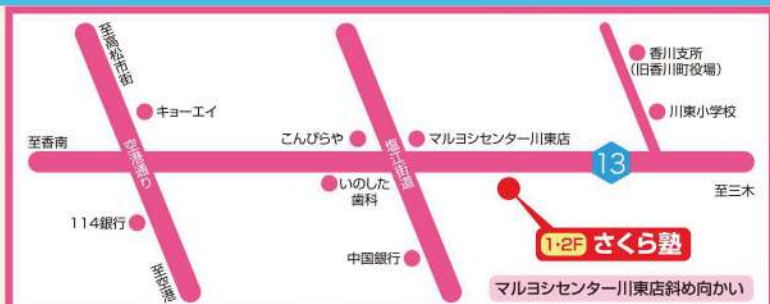 至高松市街
キョーエイ
香川支所
(旧香川町役場)
川東小学校
至香南
空港通り
こんぴらや
塩江街道
マルヨシセンター川東店
13
至三木
いのした
歯科
114銀行
中国銀行
至空港
1・2F さくら塾
マルヨシセンター川東店斜め向かい